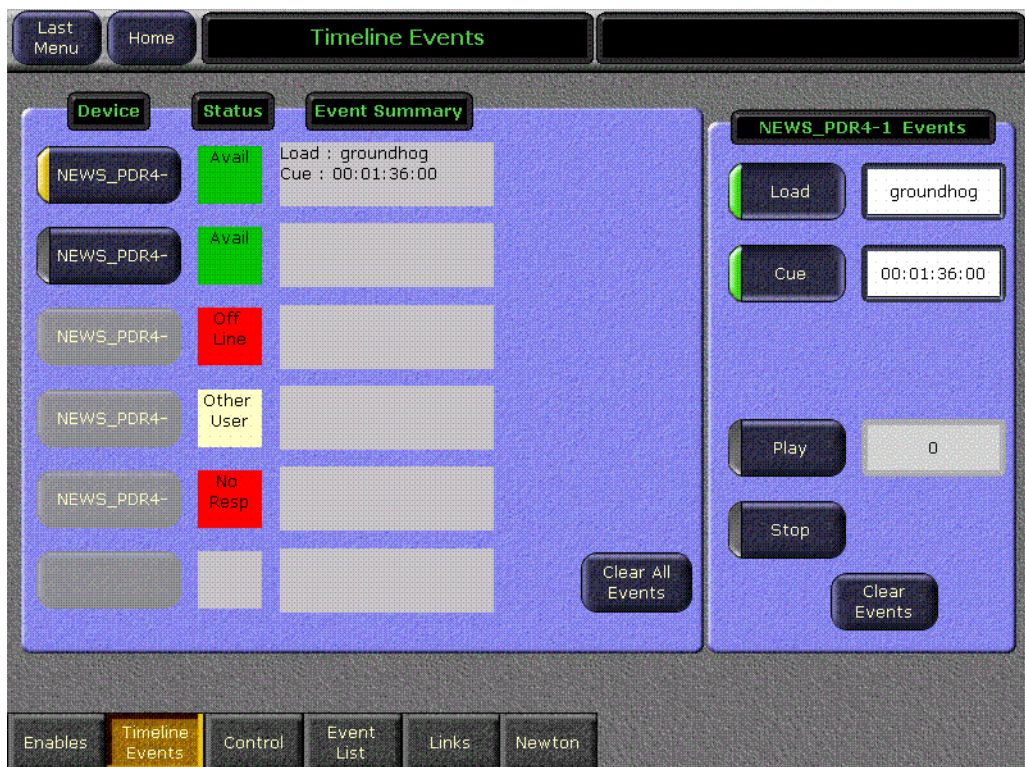 Last
Menu
Home
Timeline Events
Device
Status
Event Summary
NEWS_PDR4-
Avail
Load : groundhog
Cue : 00:01:36:00
NEWS_PDR4-
Avail
NEWS_PDR4-
Off
Line
NEWS_PDR4-
Other
User
NEWS_PDR4-
No
Resp
Clear All
Events
NEWS_PDR4-1 Events
Load
groundhog
Cue
00:01:36:00
Play
0
Stop
Clear
Events
Enables
Timeline
Events
Control
Event
List
Links
Newton